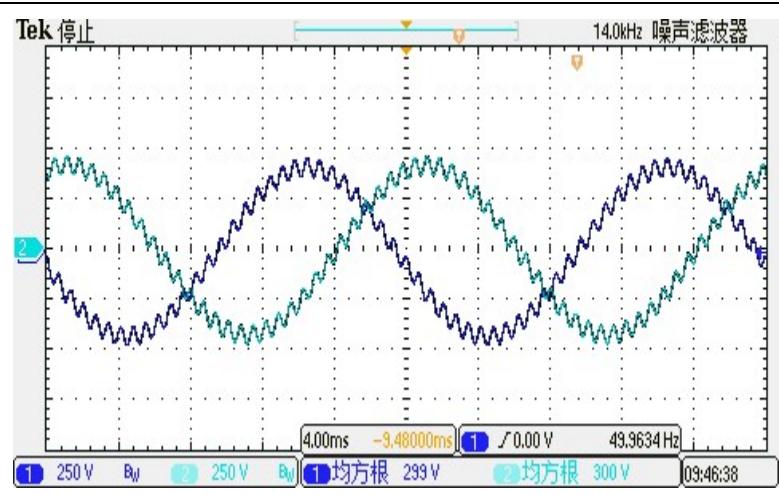 Tek 停止 14.0kHz 噪声滤波器
T
T
2
1
4.00ms -9.48000ms 1 ∫ 0.00 V 49.9634 Hz
1 250 V BW 2 250 V BW 1 均方根 299 V 2 均方根 300 V 09:46:38